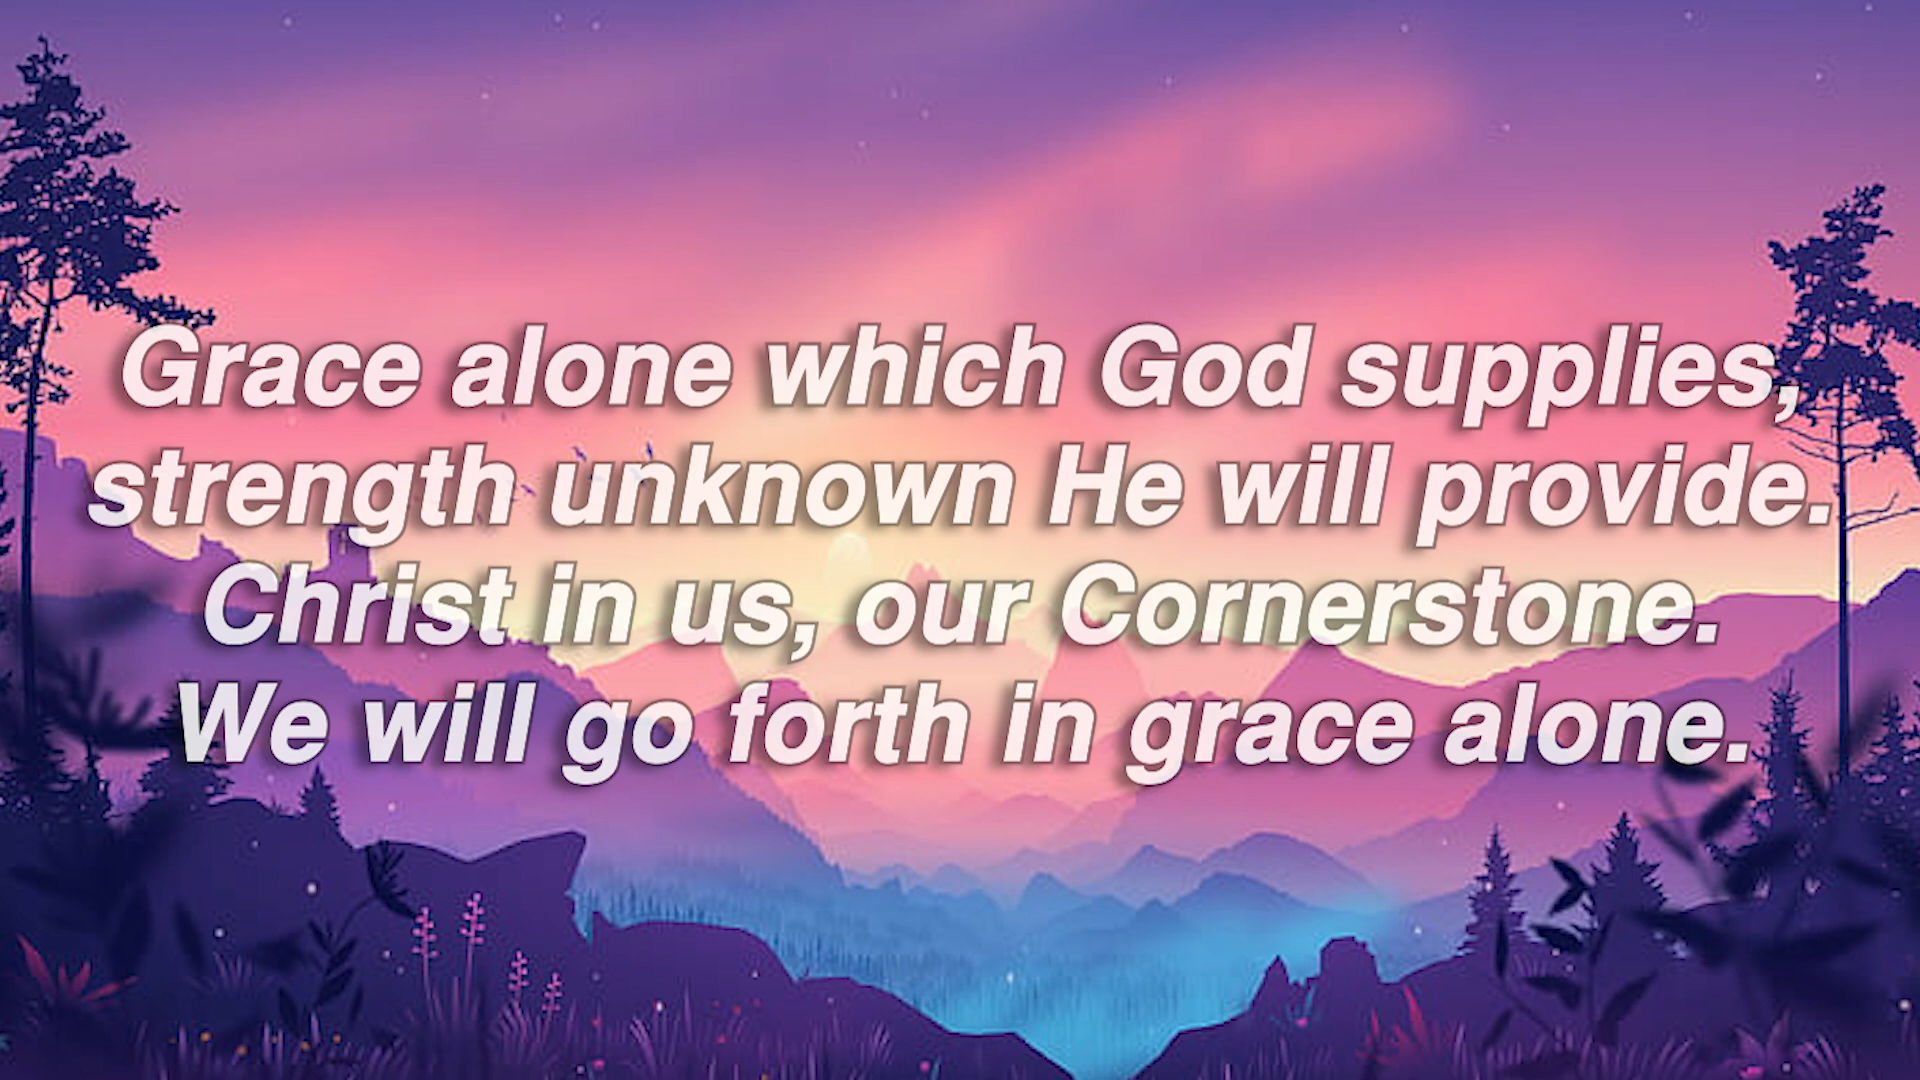 Grace alone which God supplies,
strength unknown He will provide.
Christ in us, our Cornerstone.
We will go forth in grace alone.